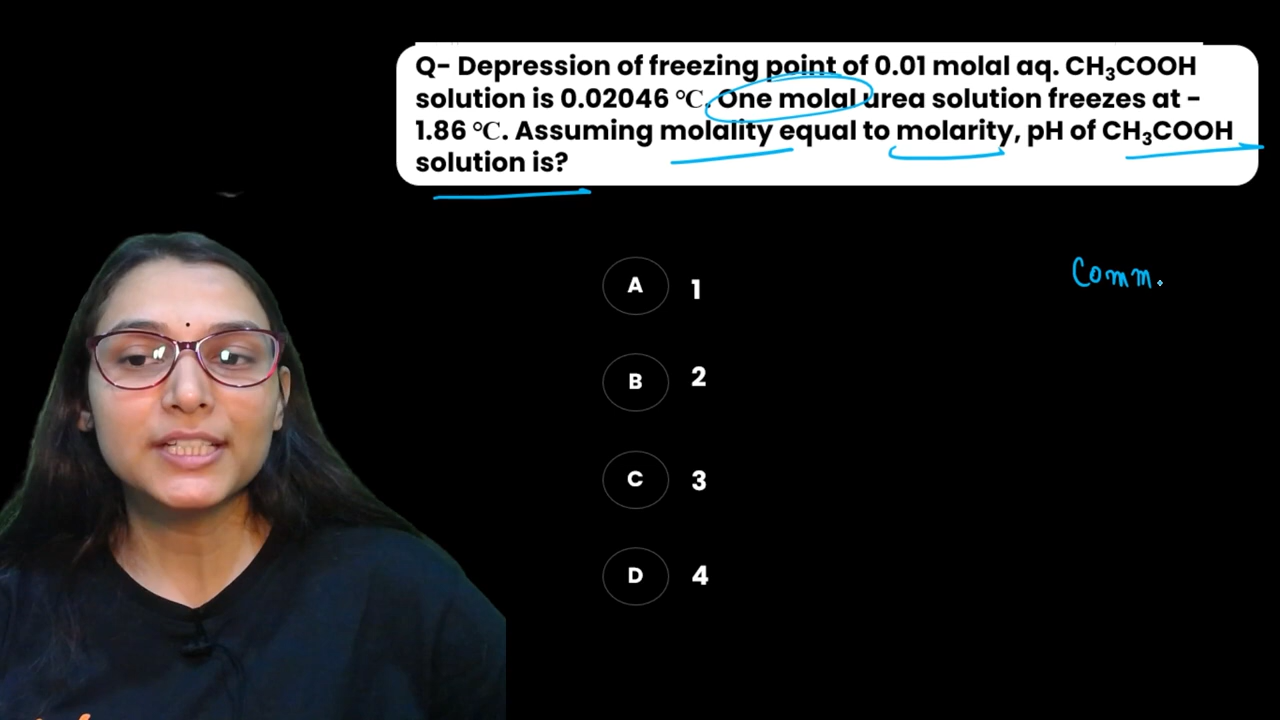 Q- Depression of freezing point of 0.01 molal aq. CH₃COOH
solution is 0.02046 °C. One molal urea solution freezes at -
1.86 °C. Assuming molality equal to molarity, pH of CH₃COOH
solution is?
Comm.
A 1
B 2
C 3
D 4